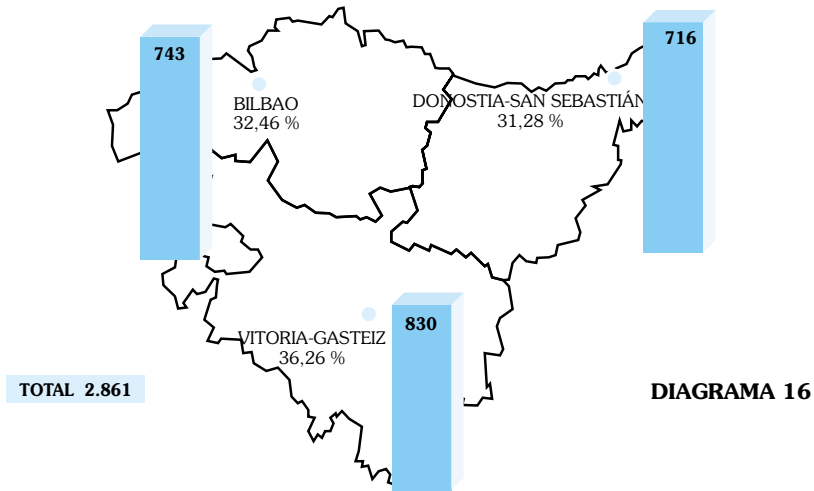 743
716
BILBAO
32,46 %
DONOSTIA-SAN SEBASTIÁN
31,28 %
830
VITORIA-GASTEIZ
36,26 %
TOTAL 2.861
DIAGRAMA 16